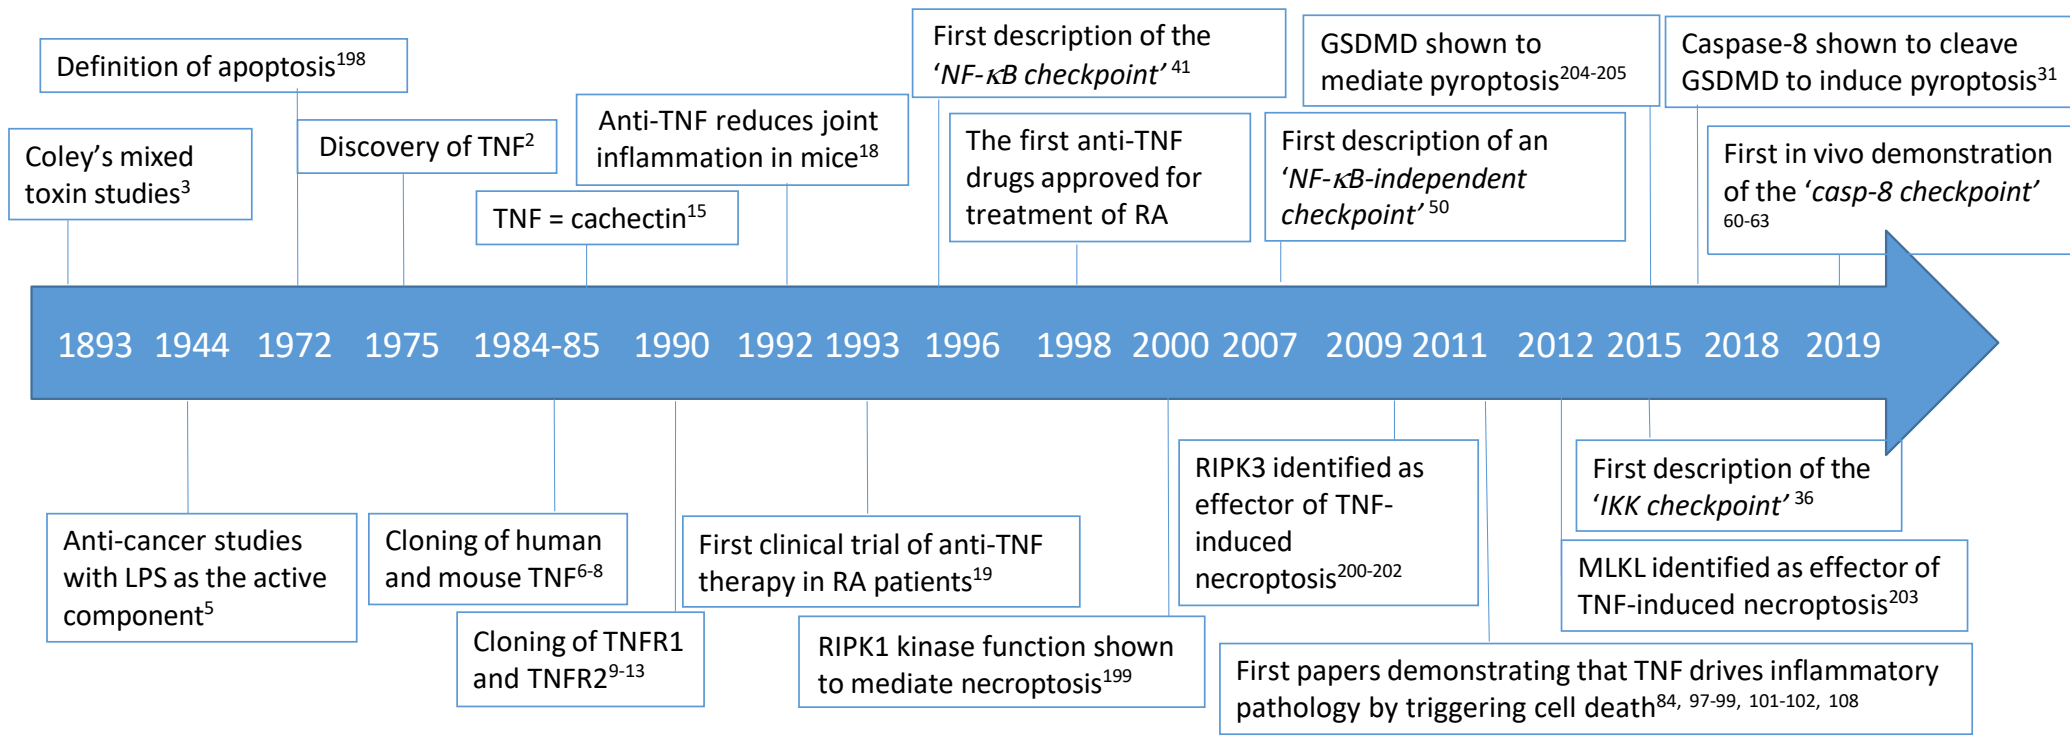 Definition of apoptosis198
Coley’s mixed
toxin studies3
Discovery of TNF2
TNF = cachectin15
Anti-TNF reduces joint
inflammation in mice18
First description of the
‘NF-κB checkpoint’ 41
The first anti-TNF
drugs approved for
treatment of RA
First description of an
‘NF-κB-independent
checkpoint’ 50
GSDMD shown to
mediate pyroptosis204-205
Caspase-8 shown to cleave
GSDMD to induce pyroptosis31
First in vivo demonstration
of the ‘casp-8 checkpoint’
60-63
1893 1944 1972 1975 1984-85 1990 1992 1993 1996 1998 2000 2007 2009 2011 2012 2015 2018 2019
Anti-cancer studies
with LPS as the active
component5
Cloning of human
and mouse TNF6-8
Cloning of TNFR1
and TNFR29-13
First clinical trial of anti-TNF
therapy in RA patients19
RIPK1 kinase function shown
to mediate necroptosis199
RIPK3 identified as
effector of TNF-
induced
necroptosis200-202
First papers demonstrating that TNF drives inflammatory
pathology by triggering cell death84, 97-99, 101-102, 108
First description of the
‘IKK checkpoint’ 36
MLKL identified as effector of
TNF-induced necroptosis203